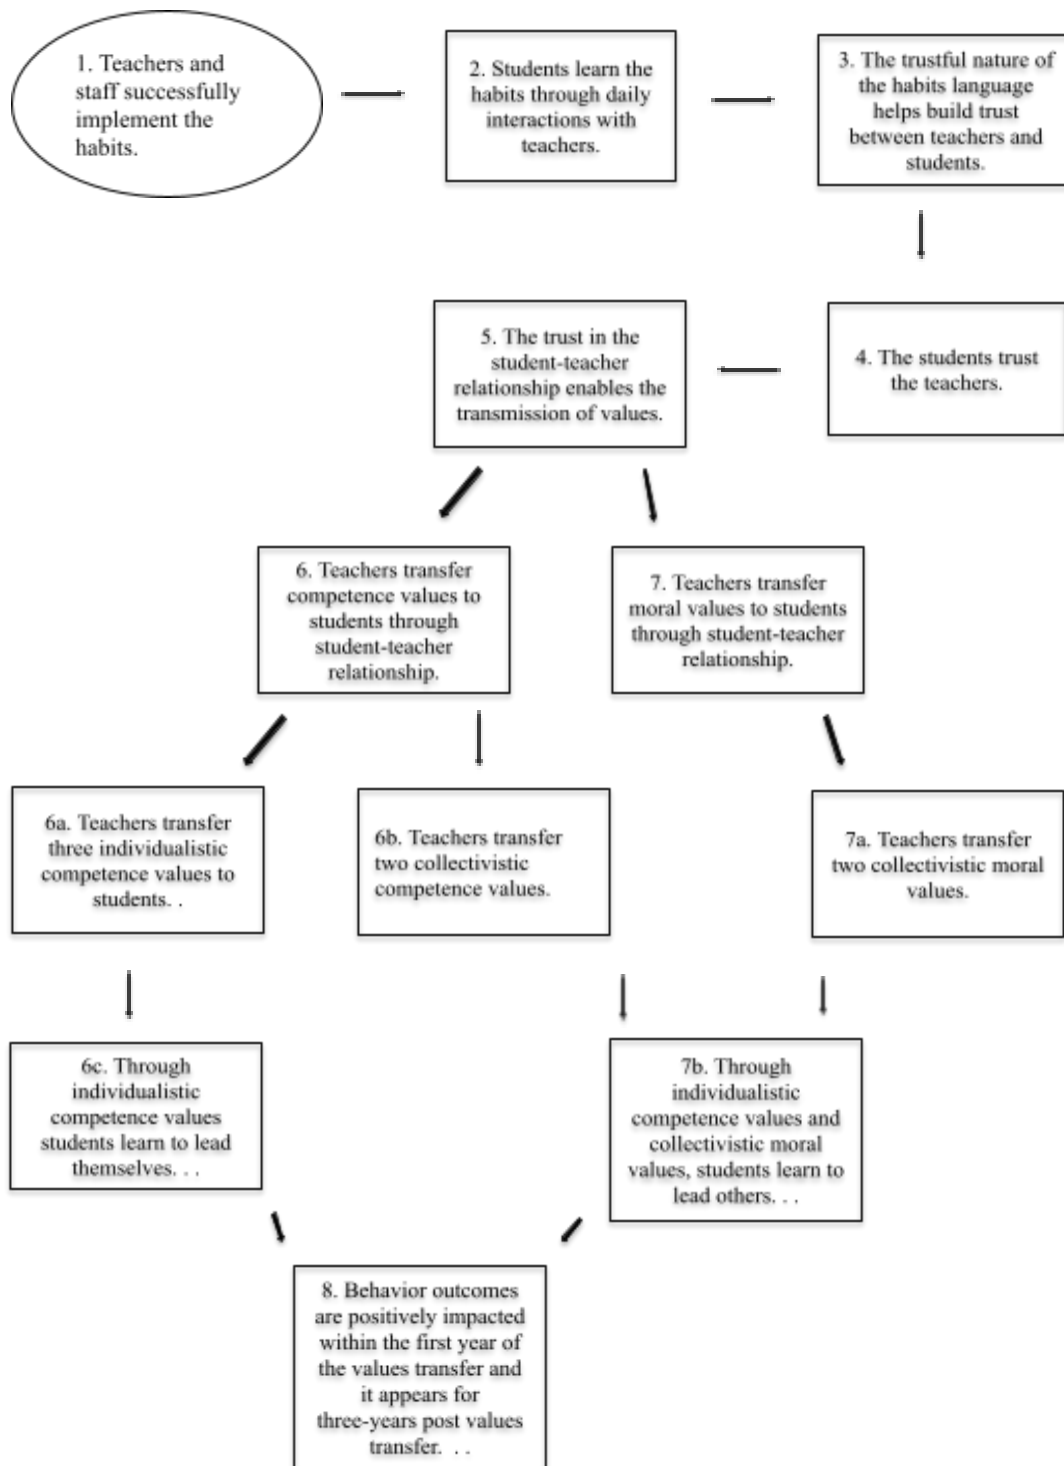 1. Teachers and
staff successfully
implement the
habits.
2. Students learn the
habits through daily
interactions with
teachers.
3. The trustful nature of
the habits language
helps build trust
between teachers and
students.
5. The trust in the
student-teacher
relationship enables the
transmission of values.
4. The students trust
the teachers.
6. Teachers transfer
competence values to
students through
student-teacher
relationship.
7. Teachers transfer
moral values to students
through student-teacher
relationship.
6a. Teachers transfer
three individualistic
competence values to
students. .
6b. Teachers transfer
two collectivistic
competence values.
7a. Teachers transfer
two collectivistic moral
values.
6c. Through
individualistic
competence values
students learn to lead
themselves. . .
7b. Through
individualistic
competence values and
collectivistic moral
values, students learn to
lead others. . .
8. Behavior outcomes
are positively impacted
within the first year of
the values transfer and
it appears for
three-years post values
transfer. . .